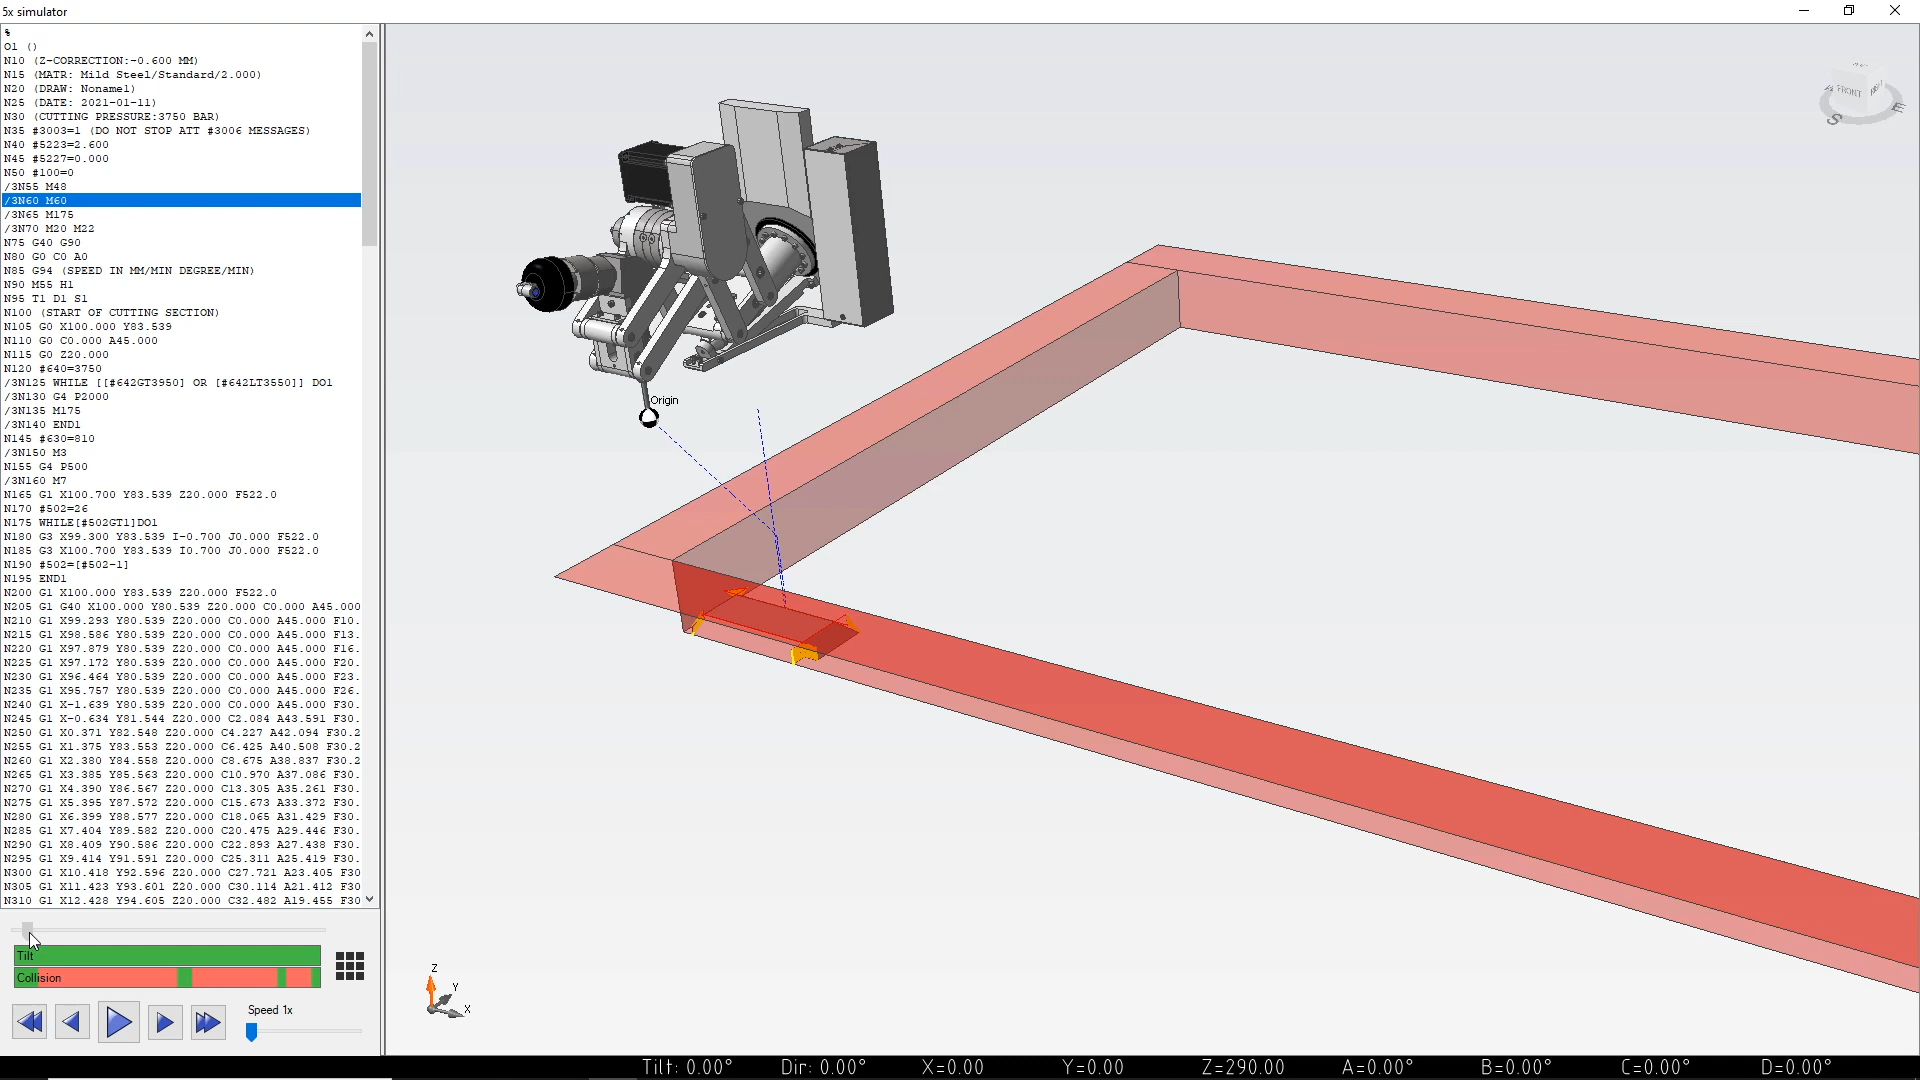 5x simulator
%
O1 ()
N10 (Z-CORRECTION:-0.600 MM)
N15 (MATR: Mild Steel/Standard/2.000)
N20 (DRAW: Noname1)
N25 (DATE: 2021-01-11)
N30 (CUTTING PRESSURE:3750 BAR)
N35 #3003=1 (DO NOT STOP ATT #3006 MESSAGES)
N40 #5223=2.600
N45 #5227=0.000
N50 #100=0
/3N55 M48
/3N60 M60
/3N65 M175
/3N70 M20 M22
N75 G40 G90
N80 G0 C0 A0
N85 G94 (SPEED IN MM/MIN DEGREE/MIN)
N90 M55 H1
N95 T1 D1 S1
N100 (START OF CUTTING SECTION)
N105 G0 X100.000 Y83.539
N110 G0 C0.000 A45.000
N115 G0 Z20.000
N120 #640=3750
/3N125 WHILE [[#642GT3950] OR [#642LT3550]] DO1
/3N130 G4 P2000
/3N135 M175
/3N140 END1
N145 #630=810
/3N150 M3
N155 G4 P500
/3N160 M7
N165 G1 X100.700 Y83.539 Z20.000 F522.0
N170 #502=26
N175 WHILE[#502GT1]DO1
N180 G3 X99.300 Y83.539 I-0.700 J0.000 F522.0
N185 G3 X100.700 Y83.539 I0.700 J0.000 F522.0
N190 #502=[#502-1]
N195 END1
N200 G1 X100.000 Y83.539 Z20.000 F522.0
N205 G1 G40 X100.000 Y80.539 Z20.000 C0.000 A45.000
N210 G1 X99.293 Y80.539 Z20.000 C0.000 A45.000 F10.
N215 G1 X98.586 Y80.539 Z20.000 C0.000 A45.000 F13.
N220 G1 X97.879 Y80.539 Z20.000 C0.000 A45.000 F16.
N225 G1 X97.172 Y80.539 Z20.000 C0.000 A45.000 F20.
N230 G1 X96.464 Y80.539 Z20.000 C0.000 A45.000 F23.
N235 G1 X95.757 Y80.539 Z20.000 C0.000 A45.000 F26.
N240 G1 X-1.639 Y80.539 Z20.000 C0.000 A45.000 F30.
N245 G1 X-0.634 Y81.544 Z20.000 C2.084 A43.591 F30.
N250 G1 X0.371 Y82.548 Z20.000 C4.227 A42.094 F30.2
N255 G1 X1.375 Y83.553 Z20.000 C6.425 A40.508 F30.2
N260 G1 X2.380 Y84.558 Z20.000 C8.675 A38.837 F30.2
N265 G1 X3.385 Y85.563 Z20.000 C10.970 A37.086 F30.
N270 G1 X4.390 Y86.567 Z20.000 C13.305 A35.261 F30.
N275 G1 X5.395 Y87.572 Z20.000 C15.673 A33.372 F30.
N280 G1 X6.399 Y88.577 Z20.000 C18.065 A31.429 F30.
N285 G1 X7.404 Y89.582 Z20.000 C20.475 A29.446 F30.
N290 G1 X8.409 Y90.586 Z20.000 C22.893 A27.438 F30.
N295 G1 X9.414 Y91.591 Z20.000 C25.311 A25.419 F30.
N300 G1 X10.418 Y92.596 Z20.000 C27.721 A23.405 F30
N305 G1 X11.423 Y93.601 Z20.000 C30.114 A21.412 F30
N310 G1 X12.428 Y94.605 Z20.000 C32.482 A19.455 F30
Tilt
Collision
Speed 1x
Origin
FRONT
S
E
Z
Y
X
Tilt: 0.00° Dir: 0.00° X=0.00 Y=0.00 Z=290.00 A=0.00° B=0.00° C=0.00° D=0.00°